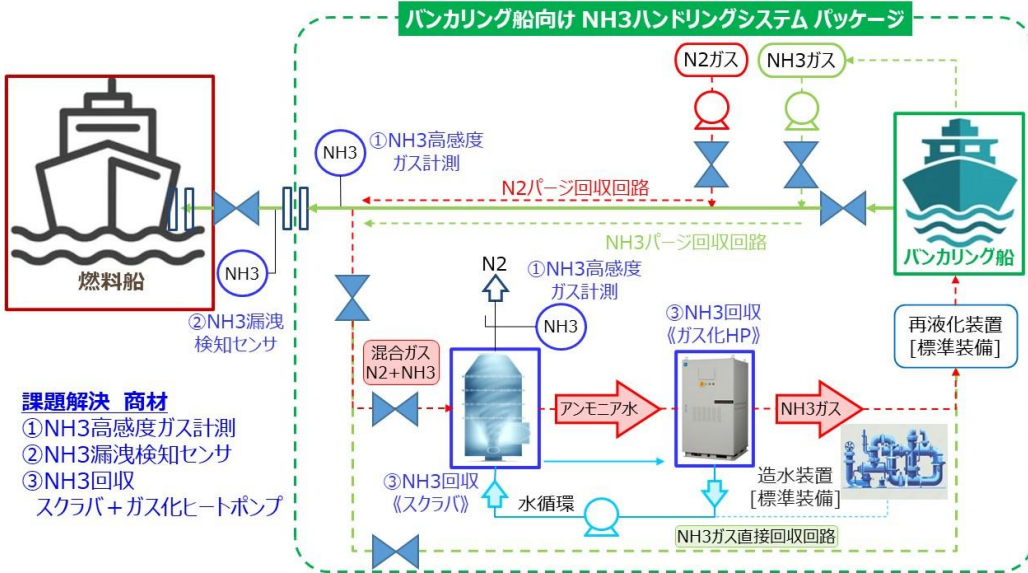 バンカリング船向け NH3ハンドリングシステム パッケージ
N2ガス
NH3ガス
NH3
①NH3高感度
ガス計測
N2パージ回収回路
NH3パージ回収回路
燃料船
バンカリング船
NH3
②NH3漏洩
検知センサ
N2
①NH3高感度
ガス計測
NH3
③NH3回収
《ガス化HP》
再液化装置
[標準装備]
混合ガス
N2+NH3
アンモニア水
NH3ガス
課題解決 商材
①NH3高感度ガス計測
②NH3漏洩検知センサ
③NH3回収
スクラバ+ガス化ヒートポンプ
③NH3回収
《スクラバ》
水循環
造水装置
[標準装備]
NH3ガス直接回収回路